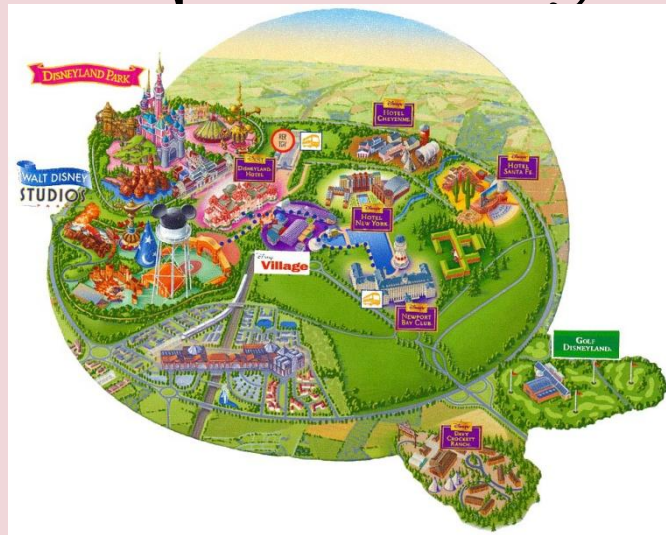 DISNEYLAND PARK
HOTEL
CHEYENNE
WALT DISNEY
STUDIOS
DISNEYLAND
HOTEL
HOTEL
SANTA FE
HOTEL
NEW YORK
Disney
Village
NEWPORT
BAY CLUB
GOLF
DISNEYLAND
DAVY
CROCKETT
RANCH